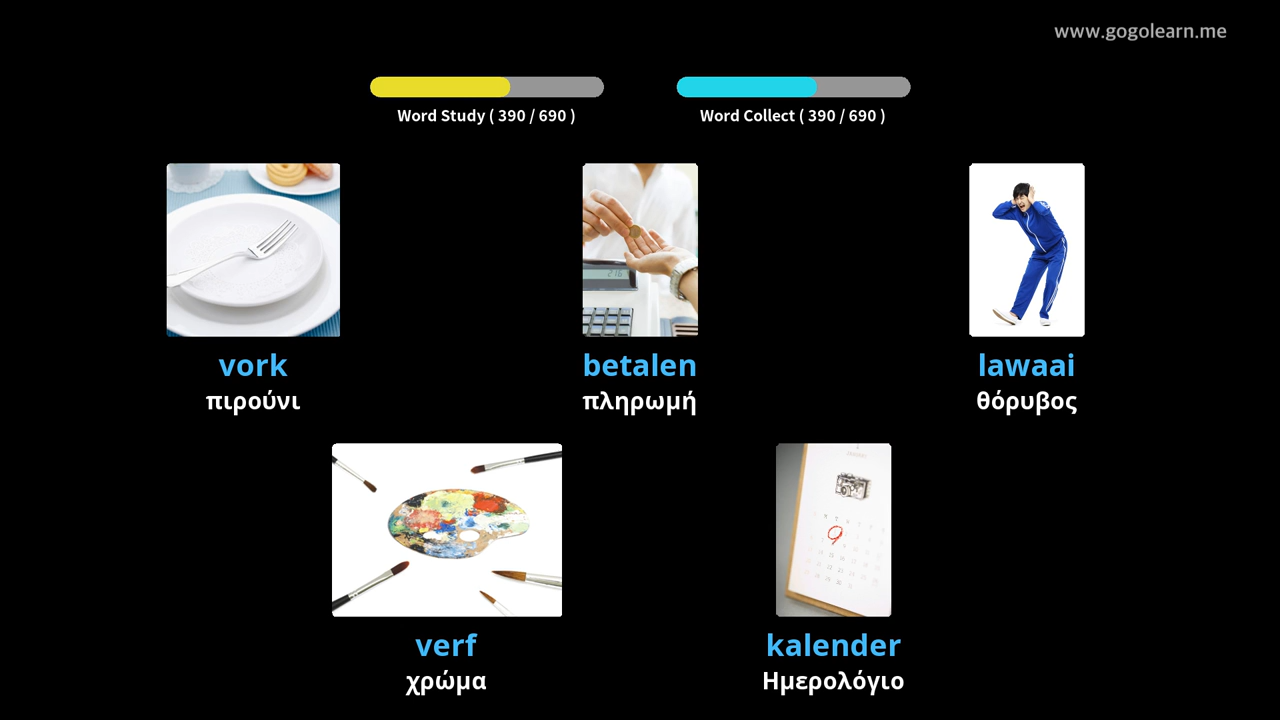 www.gogolearn.me
Word Study ( 390 / 690 )
Word Collect ( 390 / 690 )
vork
πιρούνι
betalen
πληρωμή
lawaai
θόρυβος
verf
χρώμα
kalender
Ημερολόγιο